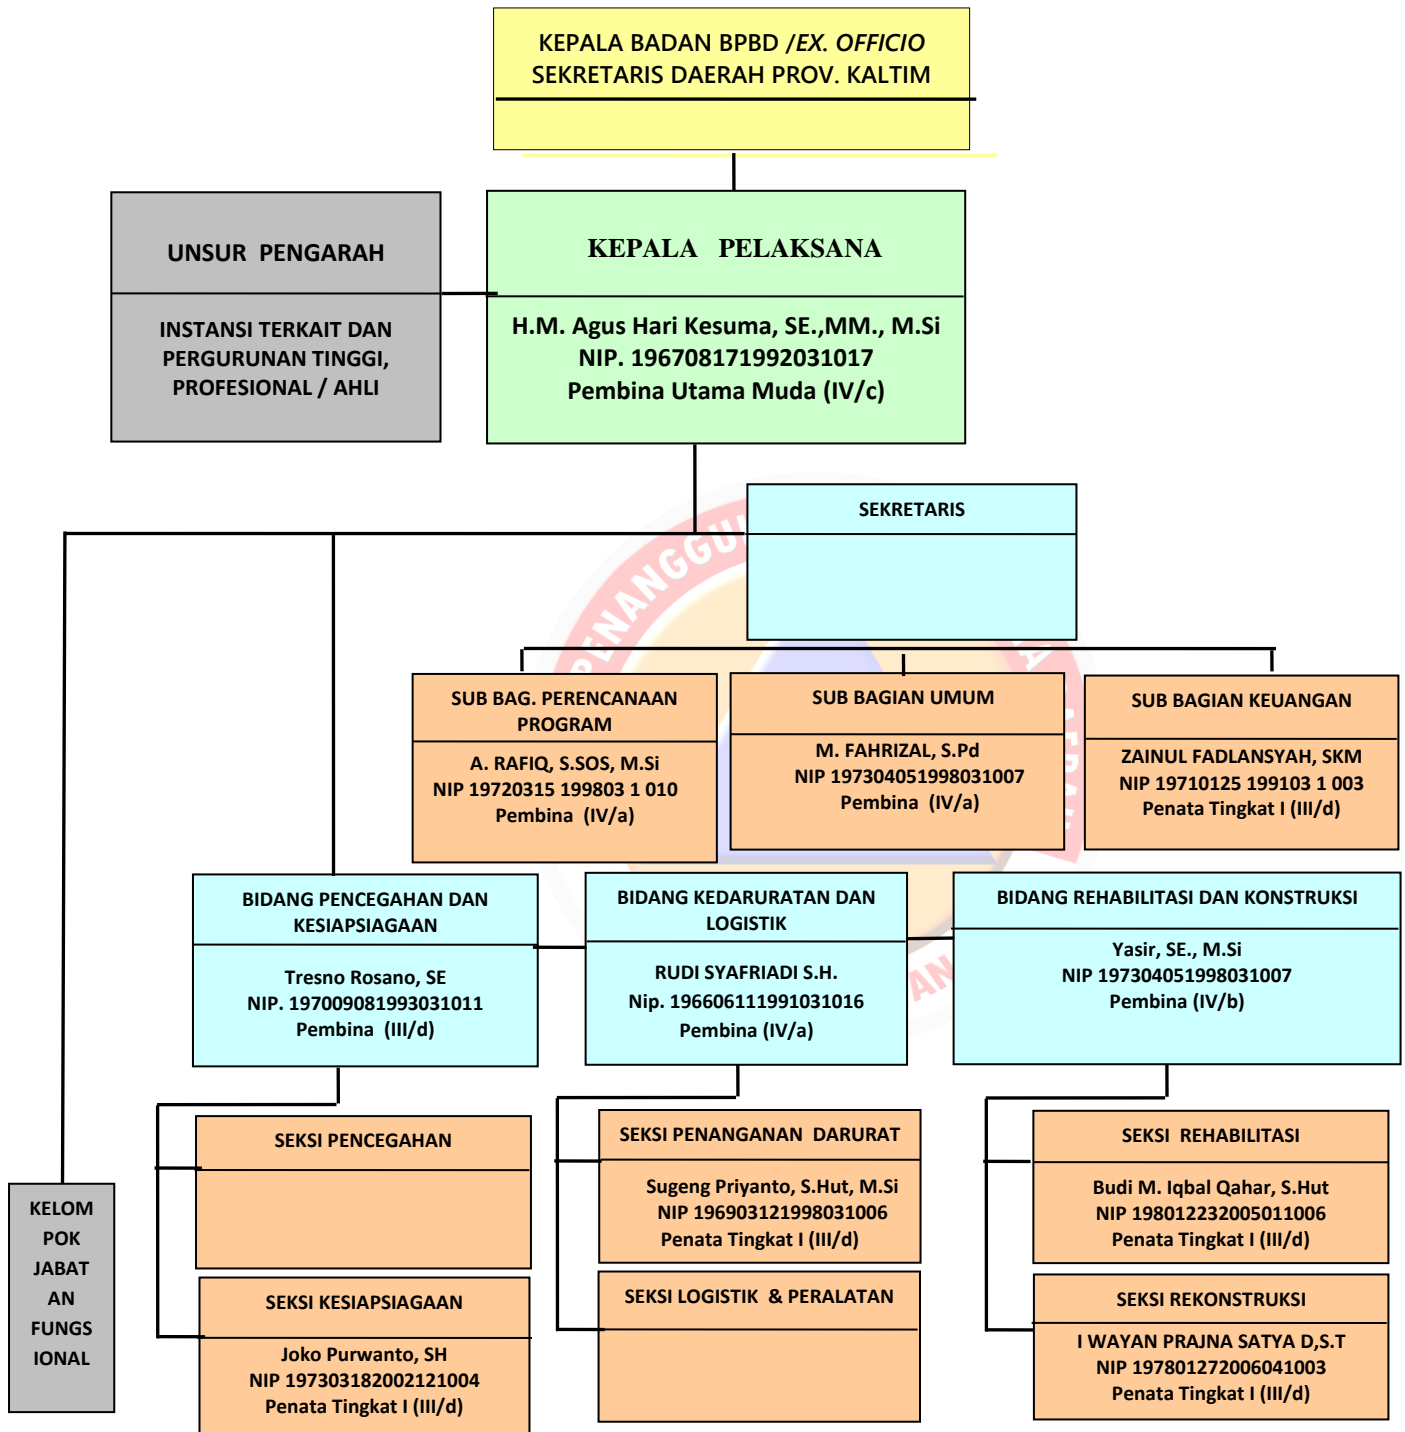 KEPALA BADAN BPBD /EX. OFFICIO
SEKRETARIS DAERAH PROV. KALTIM
UNSUR PENGARAH
INSTANSI TERKAIT DAN
PERGURUNAN TINGGI,
PROFESIONAL / AHLI
KEPALA PELAKSANA
H.M. Agus Hari Kesuma, SE.,MM., M.Si
NIP. 196708171992031017
Pembina Utama Muda (IV/c)
SEKRETARIS
SUB BAG. PERENCANAAN
PROGRAM
A. RAFIQ, S.SOS, M.Si
NIP 19720315 199803 1 010
Pembina (IV/a)
SUB BAGIAN UMUM
M. FAHRIZAL, S.Pd
NIP 197304051998031007
Pembina (IV/a)
SUB BAGIAN KEUANGAN
ZAINUL FADLANSYAH, SKM
NIP 19710125 199103 1 003
Penata Tingkat I (III/d)
BIDANG PENCEGAHAN DAN
KESIAPSIAGAAN
Tresno Rosano, SE
NIP. 197009081993031011
Pembina (III/d)
BIDANG KEDARURATAN DAN
LOGISTIK
RUDI SYAFRIADI S.H.
Nip. 196606111991031016
Pembina (IV/a)
BIDANG REHABILITASI DAN KONSTRUKSI
Yasir, SE., M.Si
NIP 197304051998031007
Pembina (IV/b)
SEKSI PENCEGAHAN
SEKSI KESIAPSIAGAAN
Joko Purwanto, SH
NIP 197303182002121004
Penata Tingkat I (III/d)
SEKSI PENANGANAN DARURAT
Sugeng Priyanto, S.Hut, M.Si
NIP 196903121998031006
Penata Tingkat I (III/d)
SEKSI LOGISTIK & PERALATAN
SEKSI REHABILITASI
Budi M. Iqbal Qahar, S.Hut
NIP 198012232005011006
Penata Tingkat I (III/d)
SEKSI REKONSTRUKSI
I WAYAN PRAJNA SATYA D,S.T
NIP 197801272006041003
Penata Tingkat I (III/d)
KELOM
POK
JABAT
AN
FUNGS
IONAL